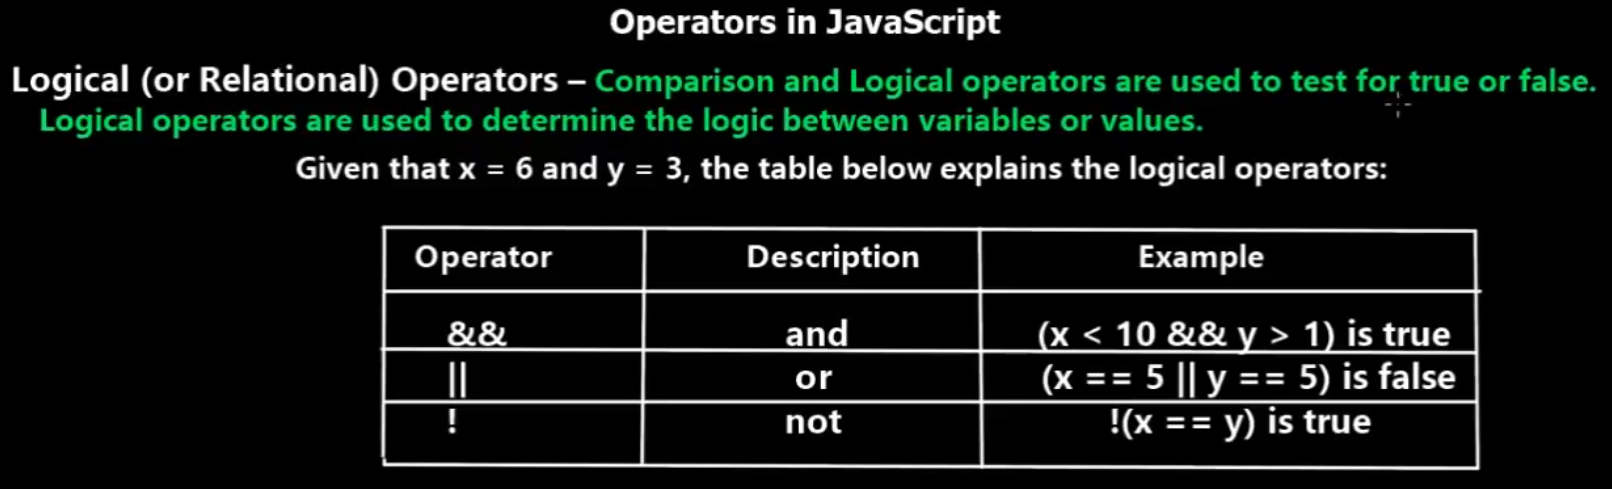 Operators in JavaScript
Logical (or Relational) Operators – Comparison and Logical operators are used to test for true or false.
Logical operators are used to determine the logic between variables or values.
Given that x = 6 and y = 3, the table below explains the logical operators:
Operator Description Example
&& and (x < 10 && y > 1) is true
|| or (x == 5 || y == 5) is false
! not !(x == y) is true